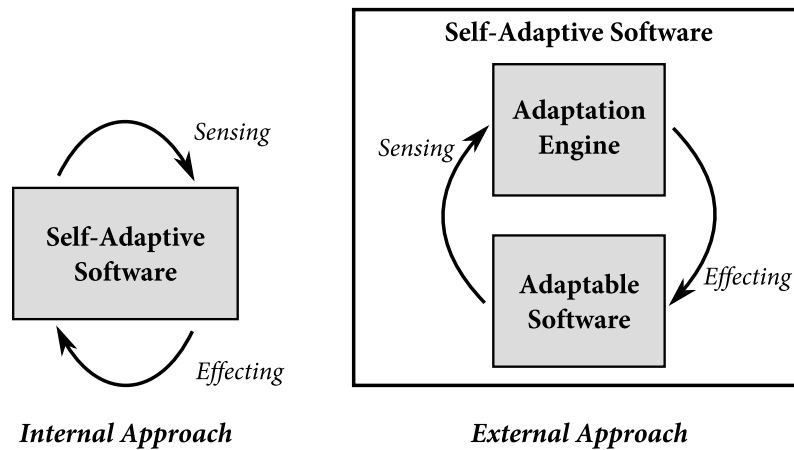 Sensing
Self-Adaptive
Software
Effecting
Internal Approach
Self-Adaptive Software
Adaptation
Engine
Sensing
Adaptable
Software
Effecting
External Approach